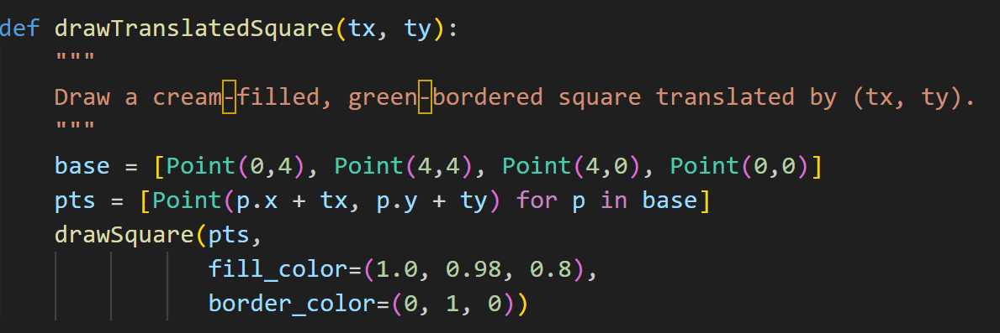 def drawTranslatedSquare(tx, ty):
    """
    Draw a cream‑filled, green‑bordered square translated by (tx, ty).
    """
    base = [Point(0,4), Point(4,4), Point(4,0), Point(0,0)]
    pts = [Point(p.x + tx, p.y + ty) for p in base]
    drawSquare(pts,
               fill_color=(1.0, 0.98, 0.8),
               border_color=(0, 1, 0))